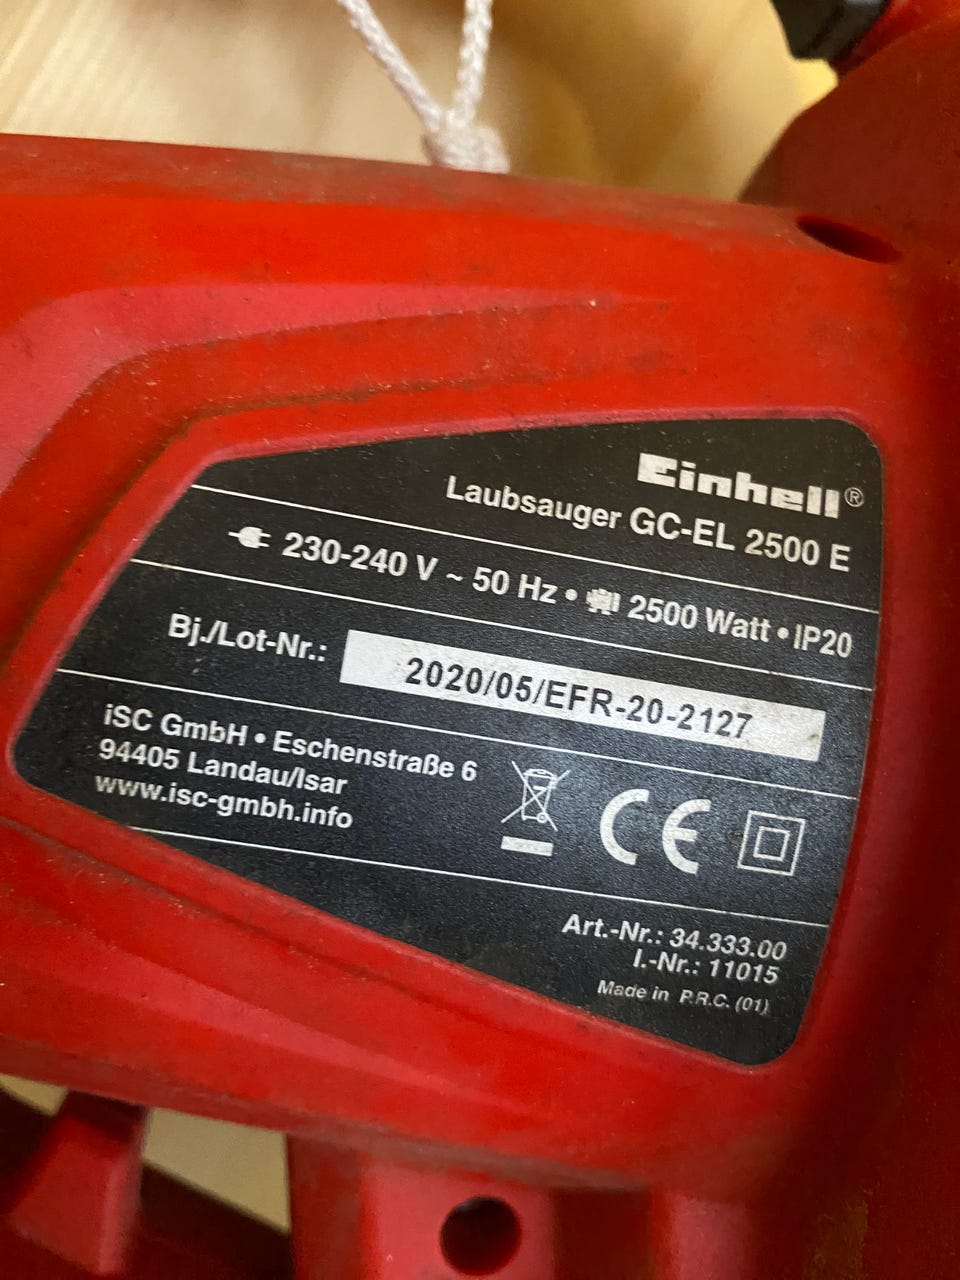 Einhell®
Laubsauger GC-EL 2500 E
230-240 V ~ 50 Hz • 2500 Watt • IP20
Bj./Lot-Nr.: 2020/05/EFR-20-2127
iSC GmbH • Eschenstraße 6
94405 Landau/Isar
www.isc-gmbh.info
CE
Art.-Nr.: 34.333.00
I.-Nr.: 11015
Made in P.R.C. (01)